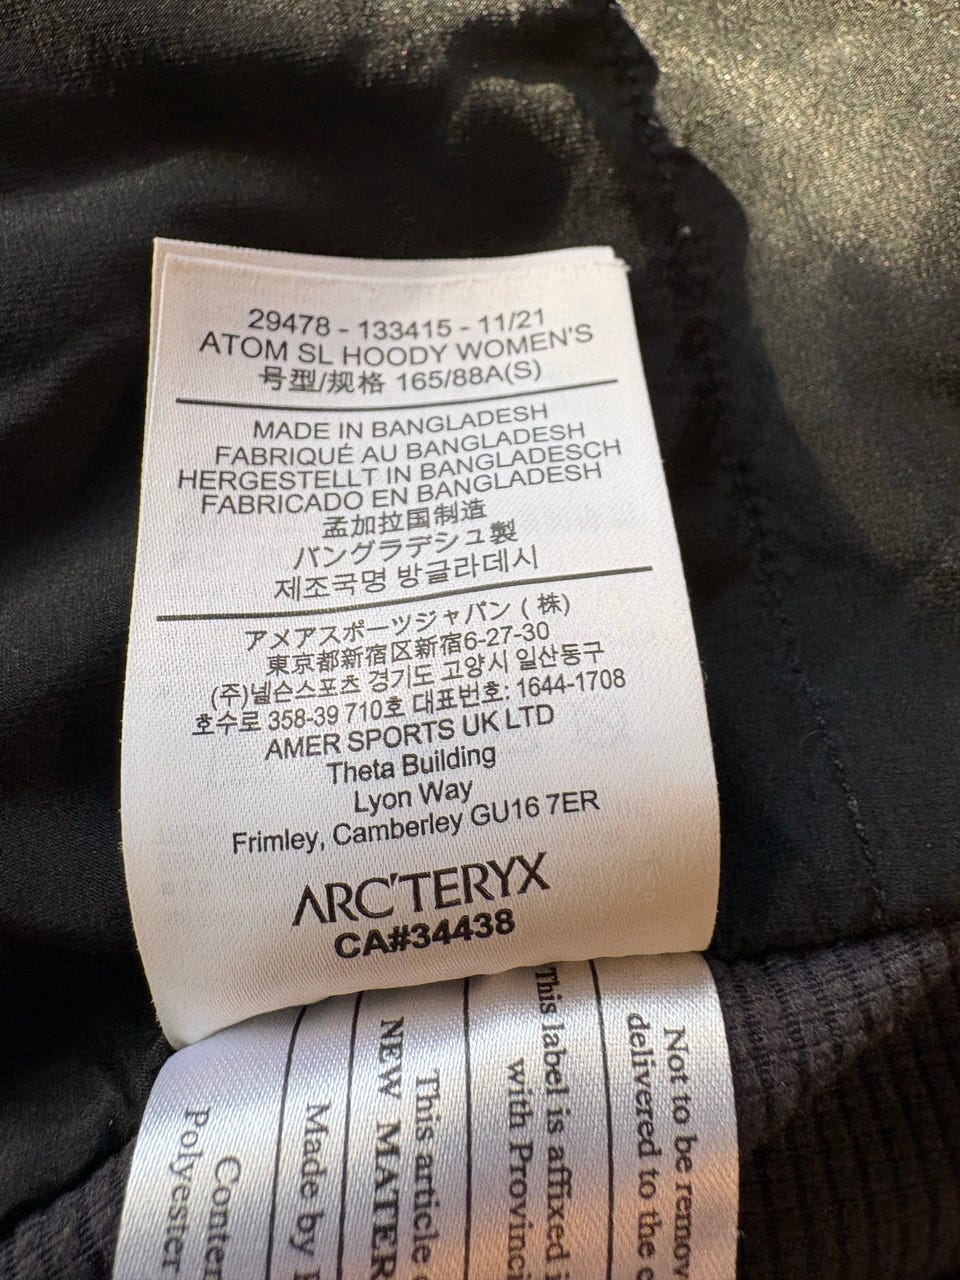 29478 - 133415 - 11/21
ATOM SL HOODY WOMEN'S
号型/规格 165/88A(S)
MADE IN BANGLADESH
FABRIQUÉ AU BANGLADESH
HERGESTELLT IN BANGLADESCH
FABRICADO EN BANGLADESH
孟加拉国制造
バングラデシュ製
제조국명 방글라데시
アメアスポーツジャパン (株)
東京都新宿区新宿6-27-30
(주)넬슨스포츠 경기도 고양시 일산동구
호수로 358-39 710호 대표번호: 1644-1708
AMER SPORTS UK LTD
Theta Building
Lyon Way
Frimley, Camberley GU16 7ER
ARC'TERYX
CA#34438
Not to be remov
delivered to the c
This label is affixed i
with Provinci
This article
NEW MATER
Made by
Conten
Polyester